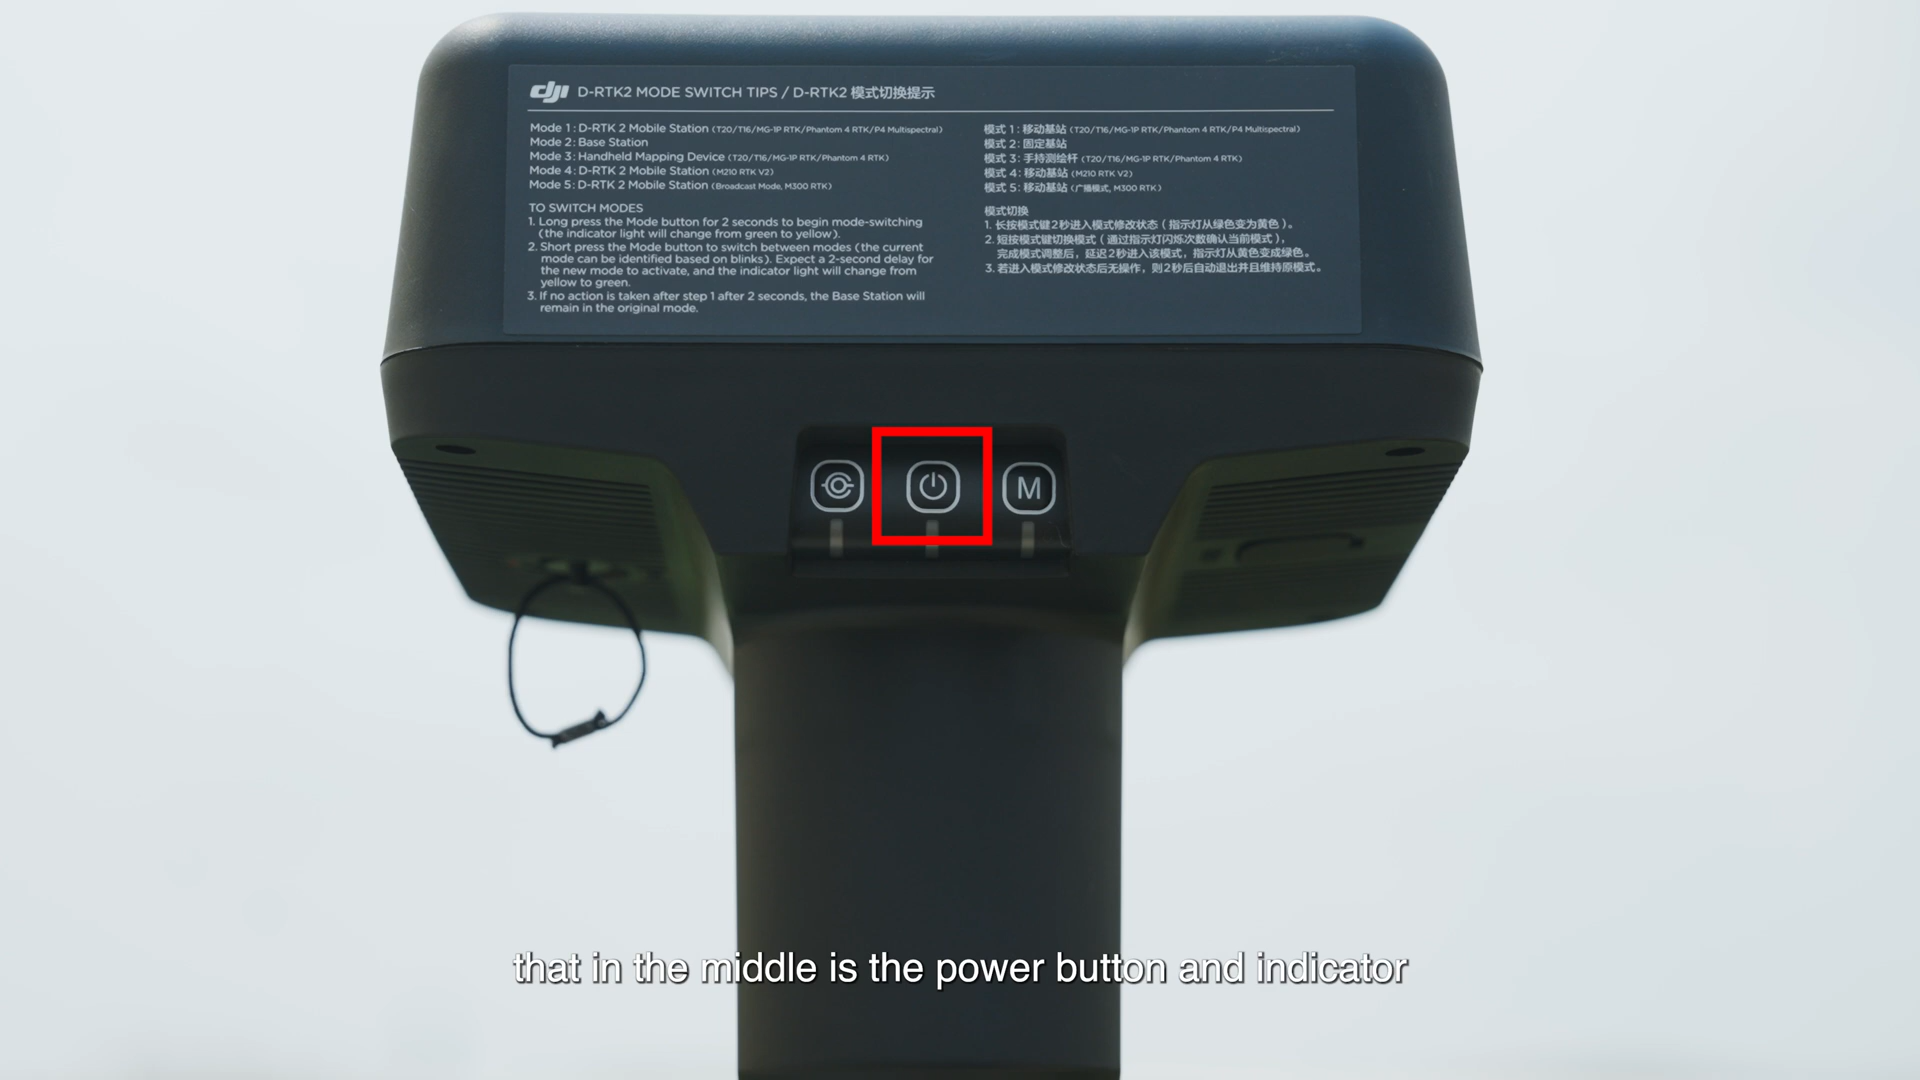 dji D-RTK2 MODE SWITCH TIPS / D-RTK2 模式切换提示
Mode 1: D-RTK 2 Mobile Station (T20/T16/MG-1P RTK/Phantom 4 RTK/P4 Multispectral)
Mode 2: Base Station
Mode 3: Handheld Mapping Device (T20/T16/MG-1P RTK/Phantom 4 RTK)
Mode 4: D-RTK 2 Mobile Station (M210 RTK V2)
Mode 5: D-RTK 2 Mobile Station (Broadcast Mode, M300 RTK)
TO SWITCH MODES
1. Long press the Mode button for 2 seconds to begin mode-switching
(the indicator light will change from green to yellow).
2. Short press the Mode button to switch between modes (the current
mode can be identified based on blinks). Expect a 2-second delay for
the new mode to activate, and the indicator light will change from
yellow to green.
3. If no action is taken after step 1 after 2 seconds, the Base Station will
remain in the original mode.
模式 1: 移动基站 (T20/T16/MG-1P RTK/Phantom 4 RTK/P4 Multispectral)
模式 2: 固定基站
模式 3: 手持测绘杆 (T20/T16/MG-1P RTK/Phantom 4 RTK)
模式 4: 移动基站 (M210 RTK V2)
模式 5: 移动基站 (广播模式, M300 RTK)
模式切换
1. 长按模式键2秒进入模式修改状态（指示灯从绿色变为黄色）。
2. 短按模式键切换模式（通过指示灯闪烁次数确认当前模式），
完成模式调整后，延迟2秒进入该模式，指示灯从黄色变成绿色。
3. 若进入模式修改状态后无操作，则2秒后自动退出并且维持原模式。
M
that in the middle is the power button and indicator